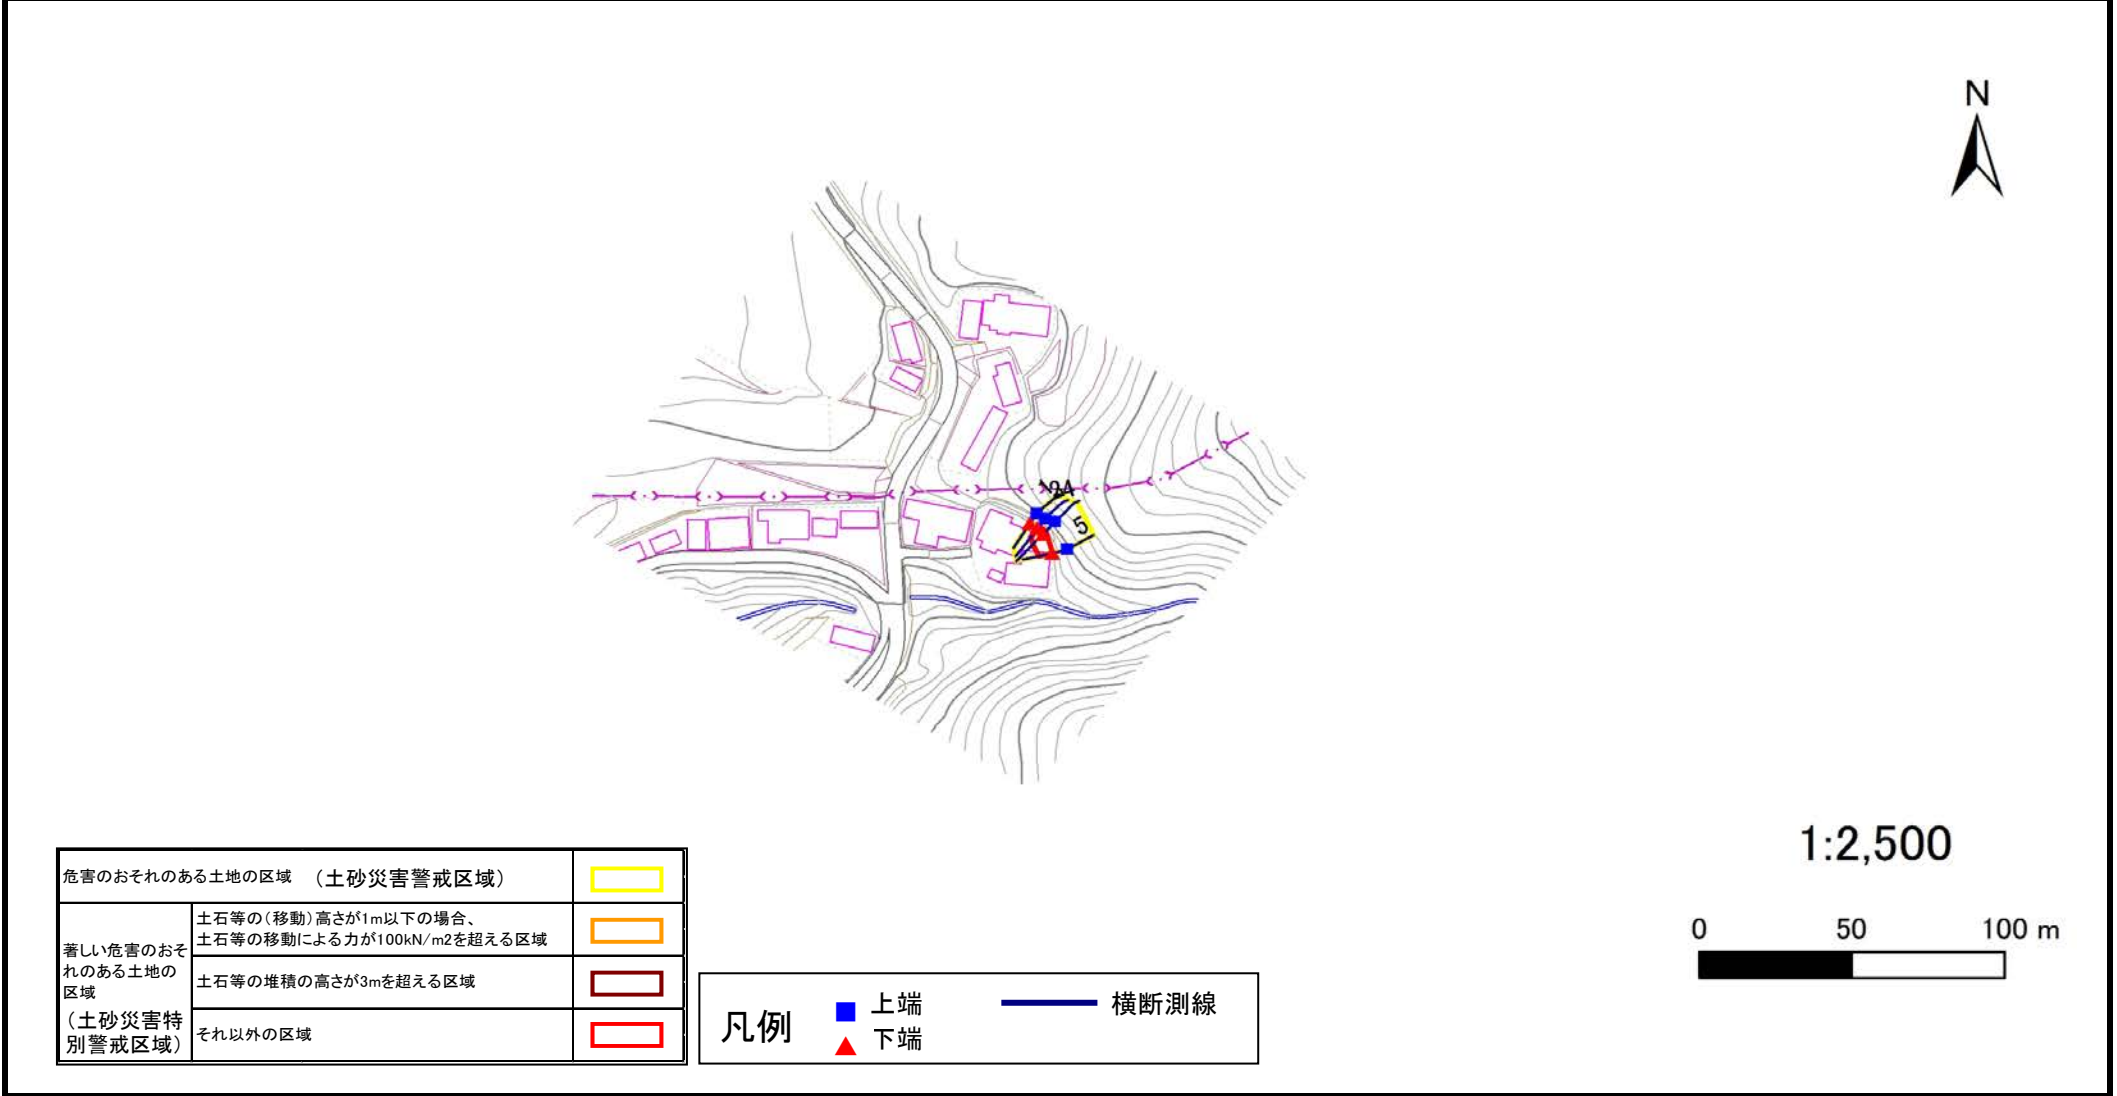 N
5
1:2,500
0 50 100 m
危害のおそれのある土地の区域 (土砂災害警戒区域)
著しい危害のおそ
れのある土地の
区域
(土砂災害特
別警戒区域)
土石等の(移動)高さが1m以下の場合、
土石等の移動による力が100kN/m2を超える区域
土石等の堆積の高さが3mを超える区域
それ以外の区域
凡例
上端
下端
横断測線